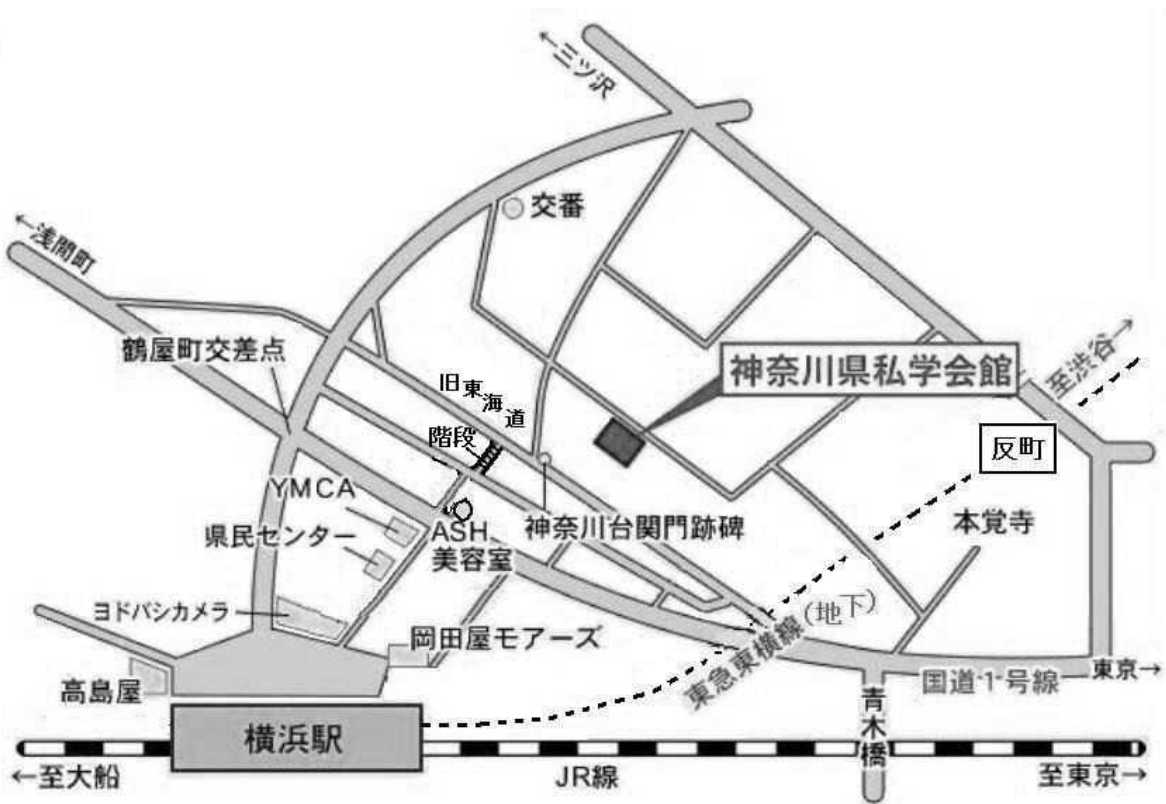 ←三ツ沢
交番
←浅間町
鶴屋町交差点
神奈川県私学会館
至渋谷→
旧東海道
階段
反町
YMCA
県民センター
ASH
美容室
神奈川台関門跡碑
本覚寺
ヨドバシカメラ
岡田屋モアーズ
東急東横線(地下)
高島屋
国道1号線
東京→
青木橋
横浜駅
←至大船
JR線
至東京→